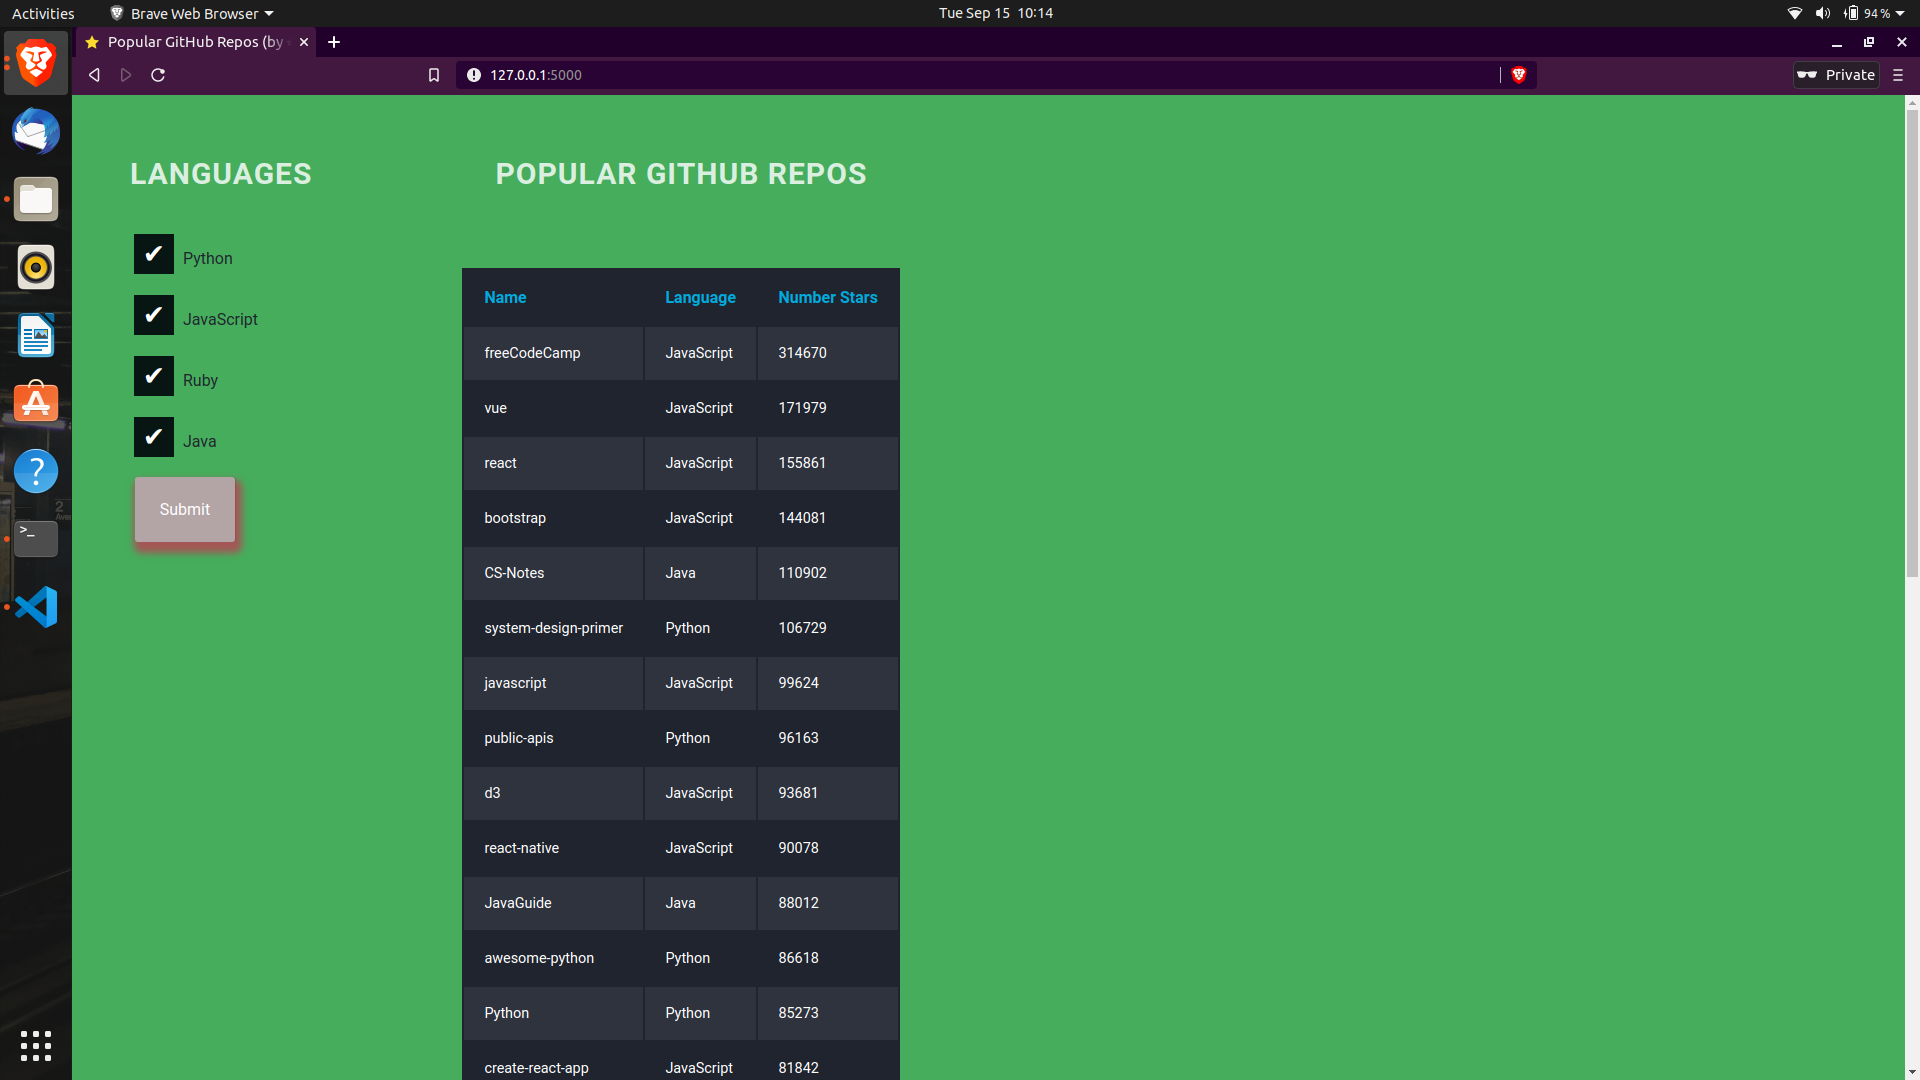 Activities
Brave Web Browser
Tue Sep 15 10:14
94 %
Popular GitHub Repos (by
127.0.0.1:5000
Private
LANGUAGES
✔ Python
✔ JavaScript
✔ Ruby
✔ Java
Submit
POPULAR GITHUB REPOS
Name Language Number Stars
freeCodeCamp JavaScript 314670
vue JavaScript 171979
react JavaScript 155861
bootstrap JavaScript 144081
CS-Notes Java 110902
system-design-primer Python 106729
javascript JavaScript 99624
public-apis Python 96163
d3 JavaScript 93681
react-native JavaScript 90078
JavaGuide Java 88012
awesome-python Python 86618
Python Python 85273
create-react-app JavaScript 81842